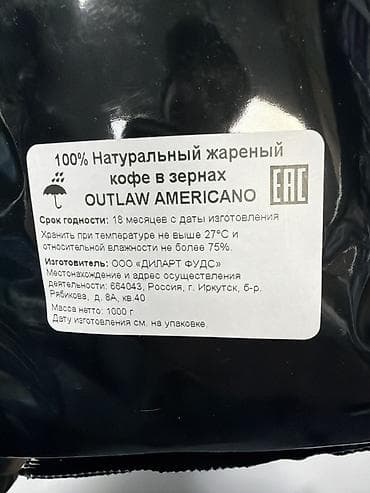 100% Натуральный жареный
кофе в зернах
OUTLAW AMERICANO
EAC
Срок годности: 18 месяцев с даты изготовления
Хранить при температуре не выше 27°С и
относительной влажности не более 75%.
Изготовитель: ООО «ДИЛАРТ ФУДС»
Местонахождение и адрес осуществления
деятельности: 664043, Россия, г. Иркутск, б-р.
Рябикова, д. 8А, кв.40
Масса нетто: 1000 г
Дату изготовления см. на упаковке.